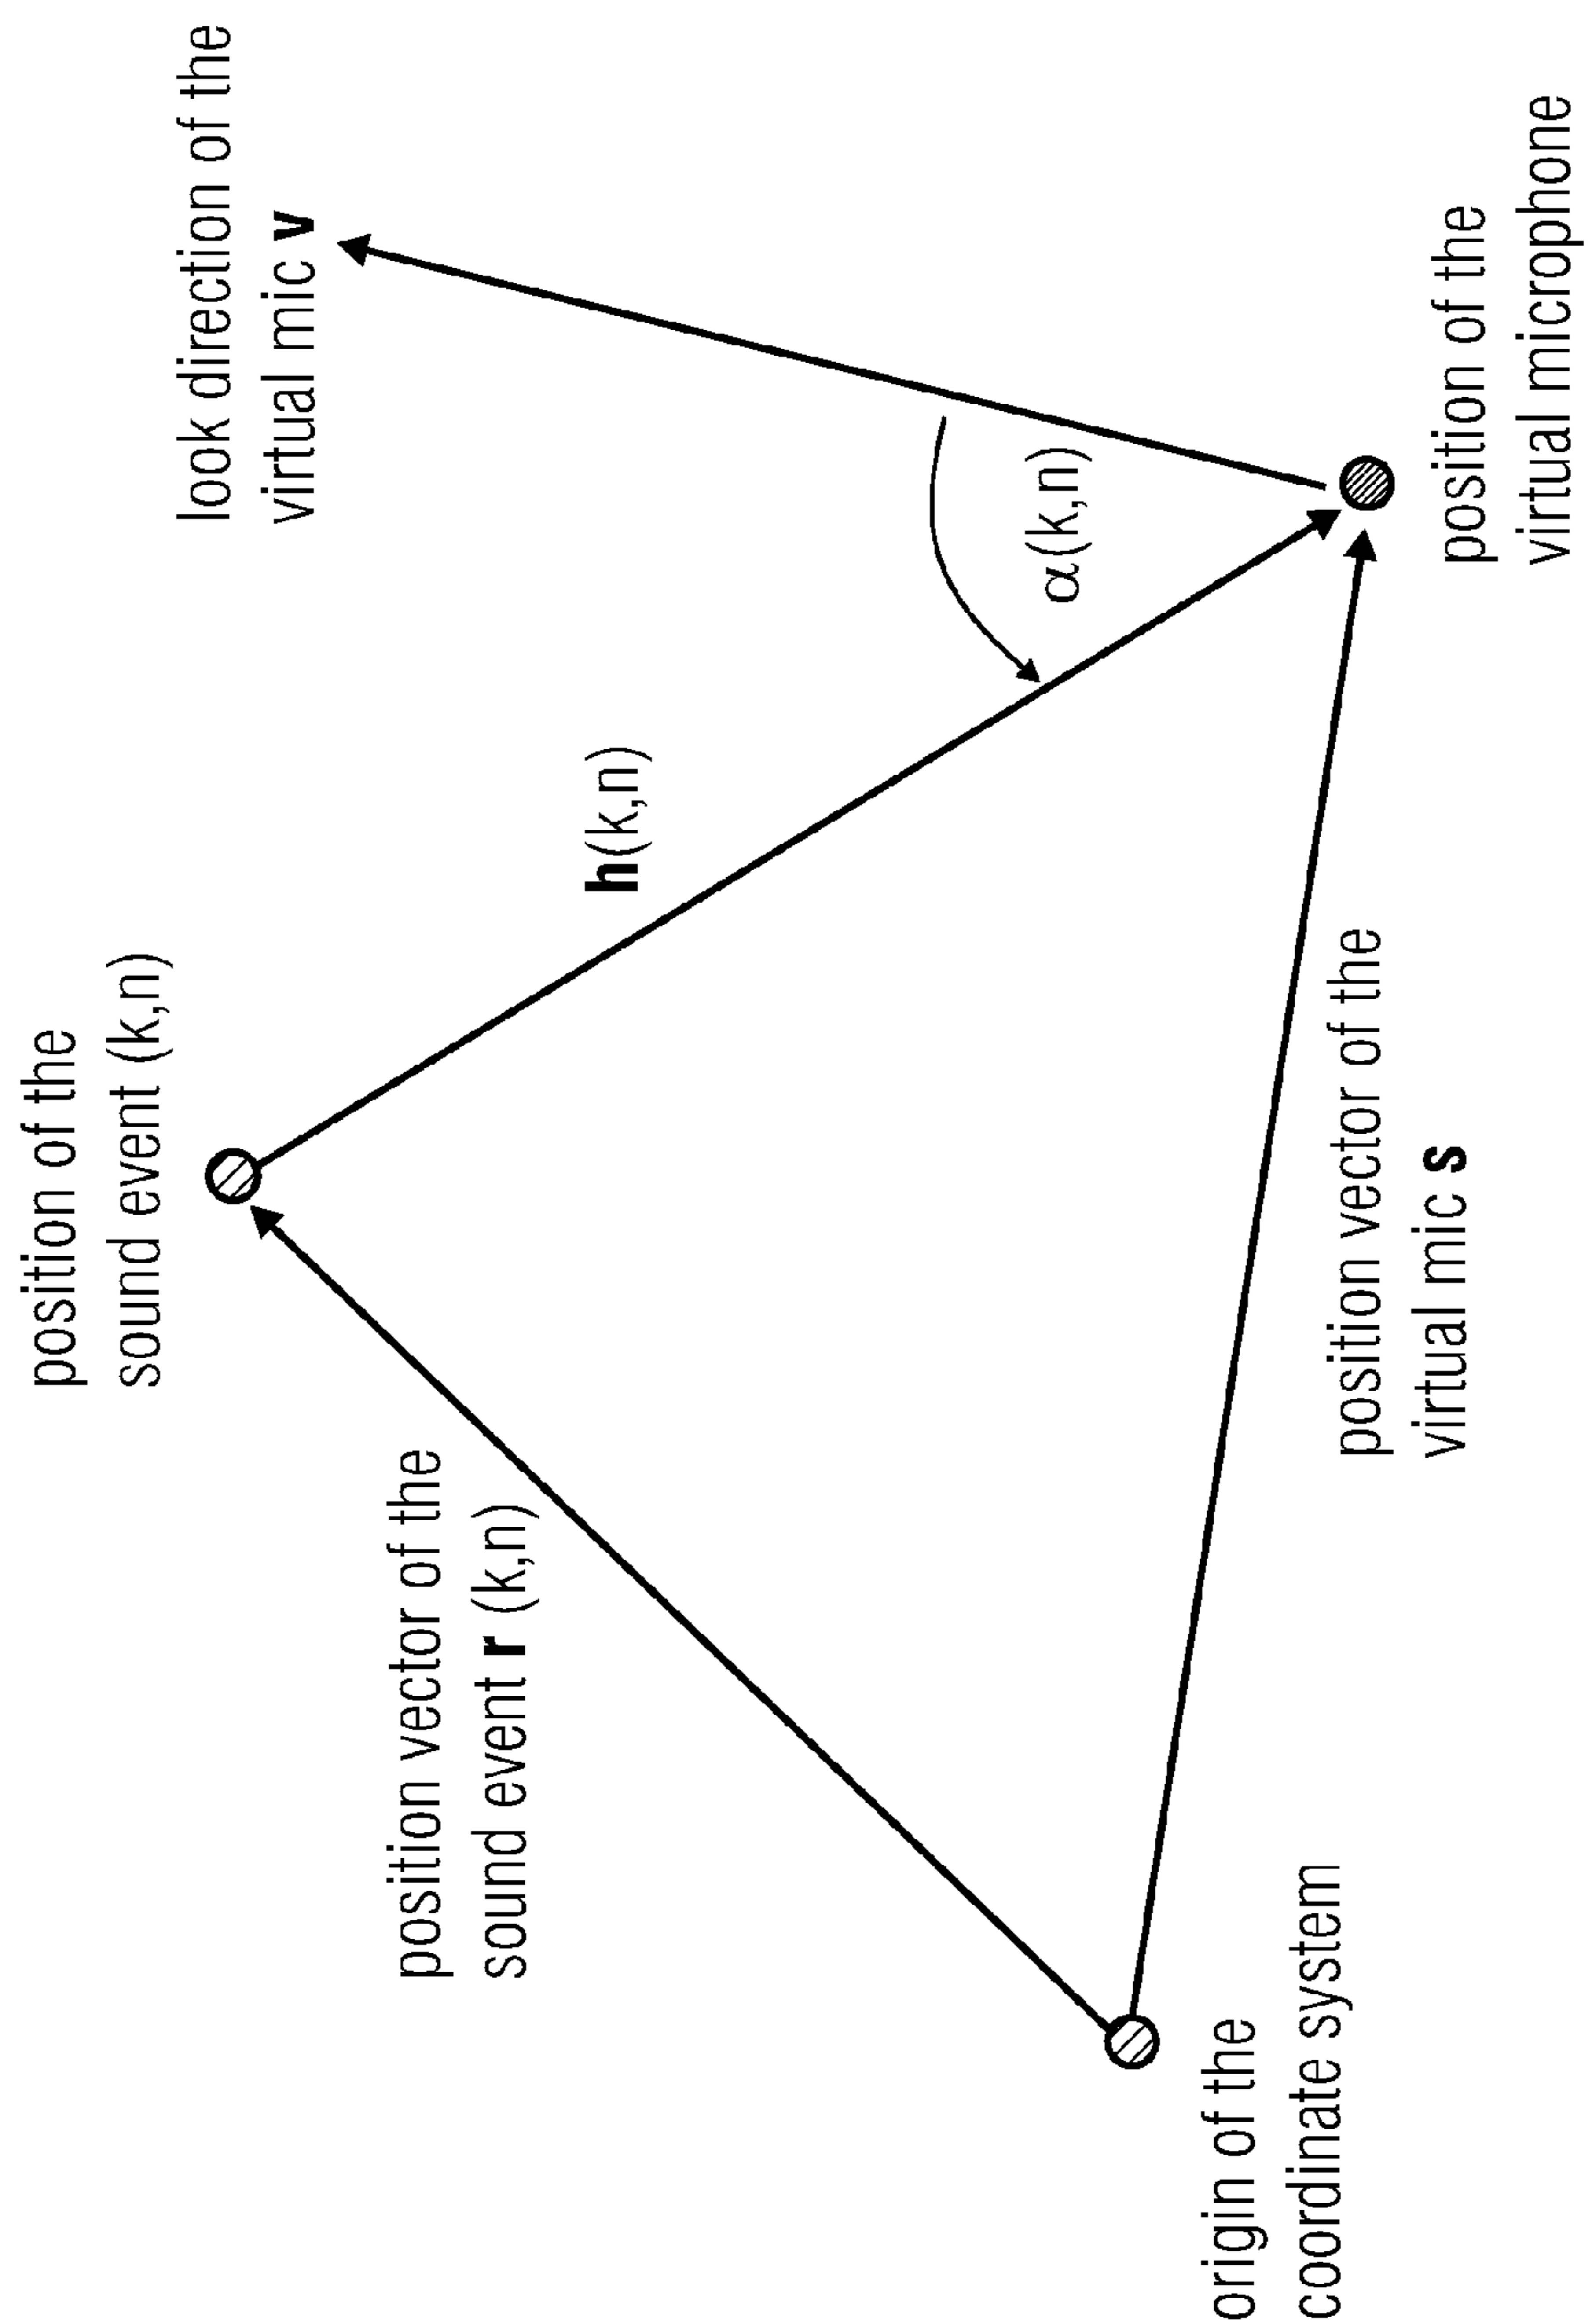 look direction of the
virtual mic v
position of the
sound event (k,n)
h(k,n)
α(k,n)
position vector of the
sound event r (k,n)
position of the
virtual microphone
position vector of the
virtual mic s
origin of the
coordinate system